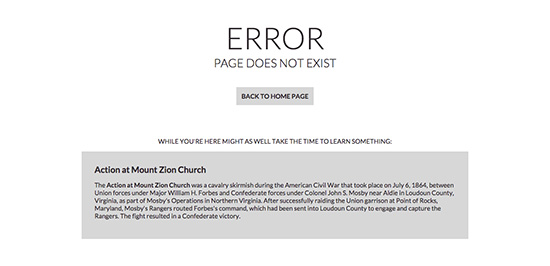 ERROR
PAGE DOES NOT EXIST
BACK TO HOME PAGE
WHILE YOU'RE HERE MIGHT AS WELL TAKE THE TIME TO LEARN SOMETHING:
Action at Mount Zion Church
The Action at Mount Zion Church was a cavalry skirmish during the American Civil War that took place on July 6, 1864, between
Union forces under Major William H. Forbes and Confederate forces under Colonel John S. Mosby near Aldie in Loudoun County,
Virginia, as part of Mosby's Operations in Northern Virginia. After successfully raiding the Union garrison at Point of Rocks,
Maryland, Mosby's Rangers routed Forbes's command, which had been sent into Loudoun County to engage and capture the
Rangers. The fight resulted in a Confederate victory.